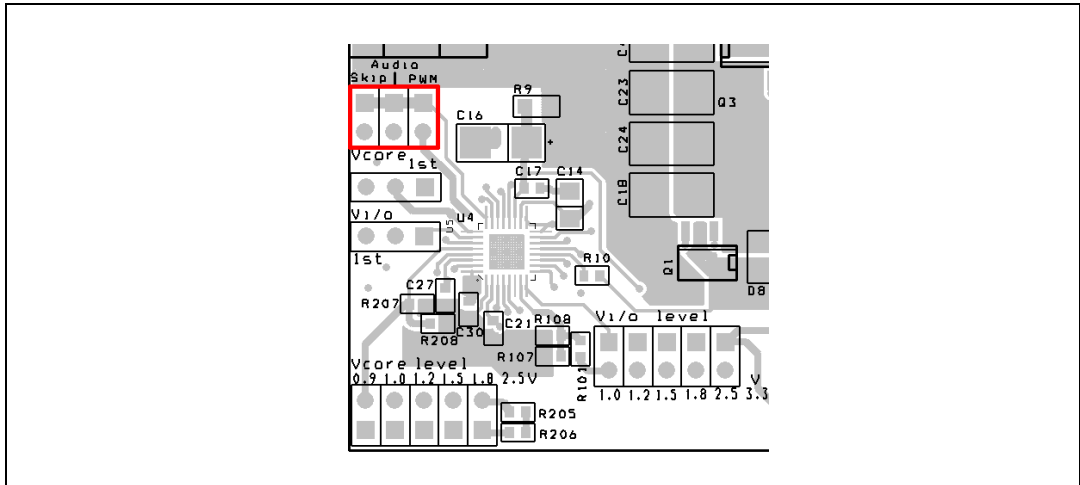 Audio
Skip | PWM
R9
C23
Q3
C16
+
C24
Vcore
1st
C17 C14
C18
Vi/o
U5
U4
1st
R10
Q1
C27
D8
R207
C30
C21
R108
Vi/o level
R208
R107
R101
Vcore level
0.9 1.0 1.2 1.5 1.8 2.5V
V
1.0 1.2 1.5 1.8 2.5 3.3
R205
R206